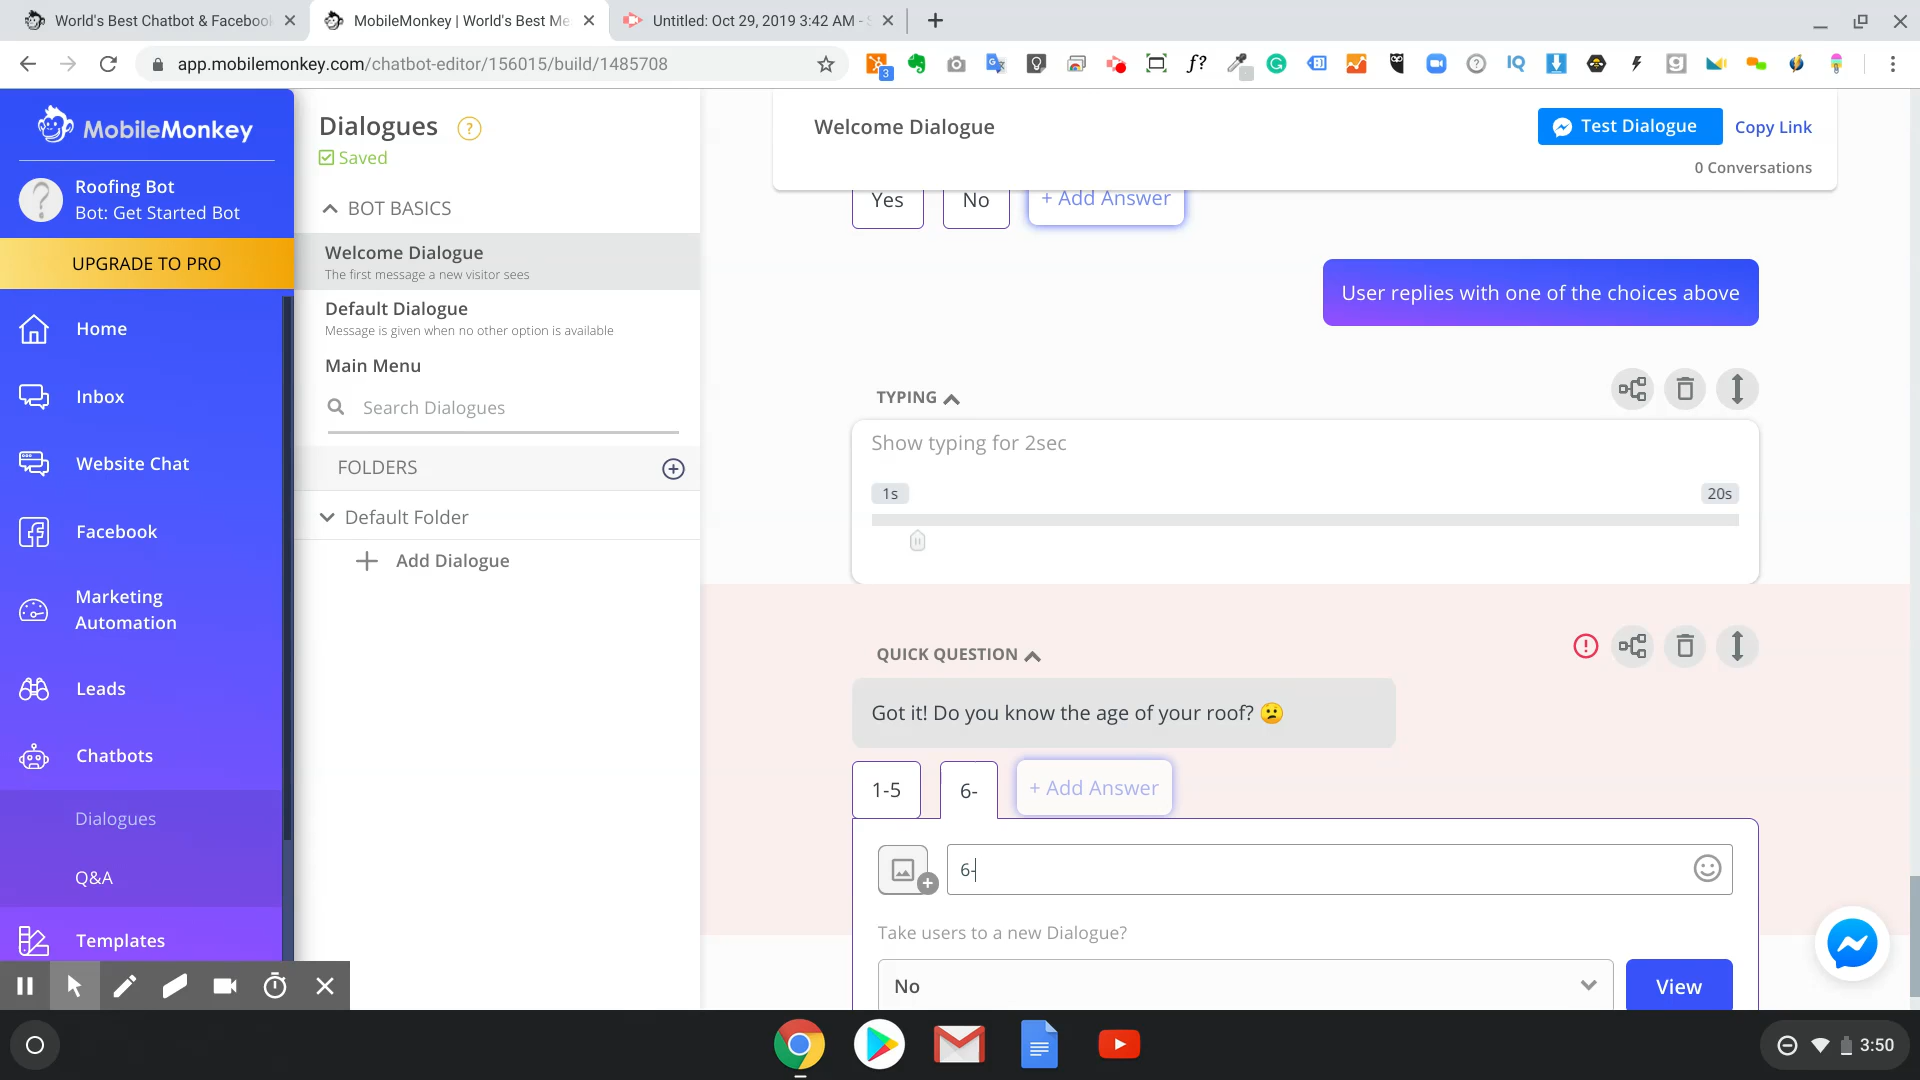 World's Best Chatbot & Facebook
MobileMonkey | World's Best Me
Untitled: Oct 29, 2019 3:42 AM -
app.mobilemonkey.com/chatbot-editor/156015/build/1485708
3
f?
IQ
MobileMonkey
Roofing Bot
Bot: Get Started Bot
UPGRADE TO PRO
Home
Inbox
Website Chat
Facebook
Marketing
Automation
Leads
Chatbots
Dialogues
Q&A
Templates
Dialogues
?
Saved
BOT BASICS
Welcome Dialogue
The first message a new visitor sees
Default Dialogue
Message is given when no other option is available
Main Menu
Search Dialogues
FOLDERS
Default Folder
Add Dialogue
Welcome Dialogue
Test Dialogue
Copy Link
0 Conversations
Yes
No
+ Add Answer
User replies with one of the choices above
TYPING
Show typing for 2sec
1s
20s
QUICK QUESTION
Got it! Do you know the age of your roof? 😕
1-5
6-
+ Add Answer
6-
Take users to a new Dialogue?
No
View
3:50